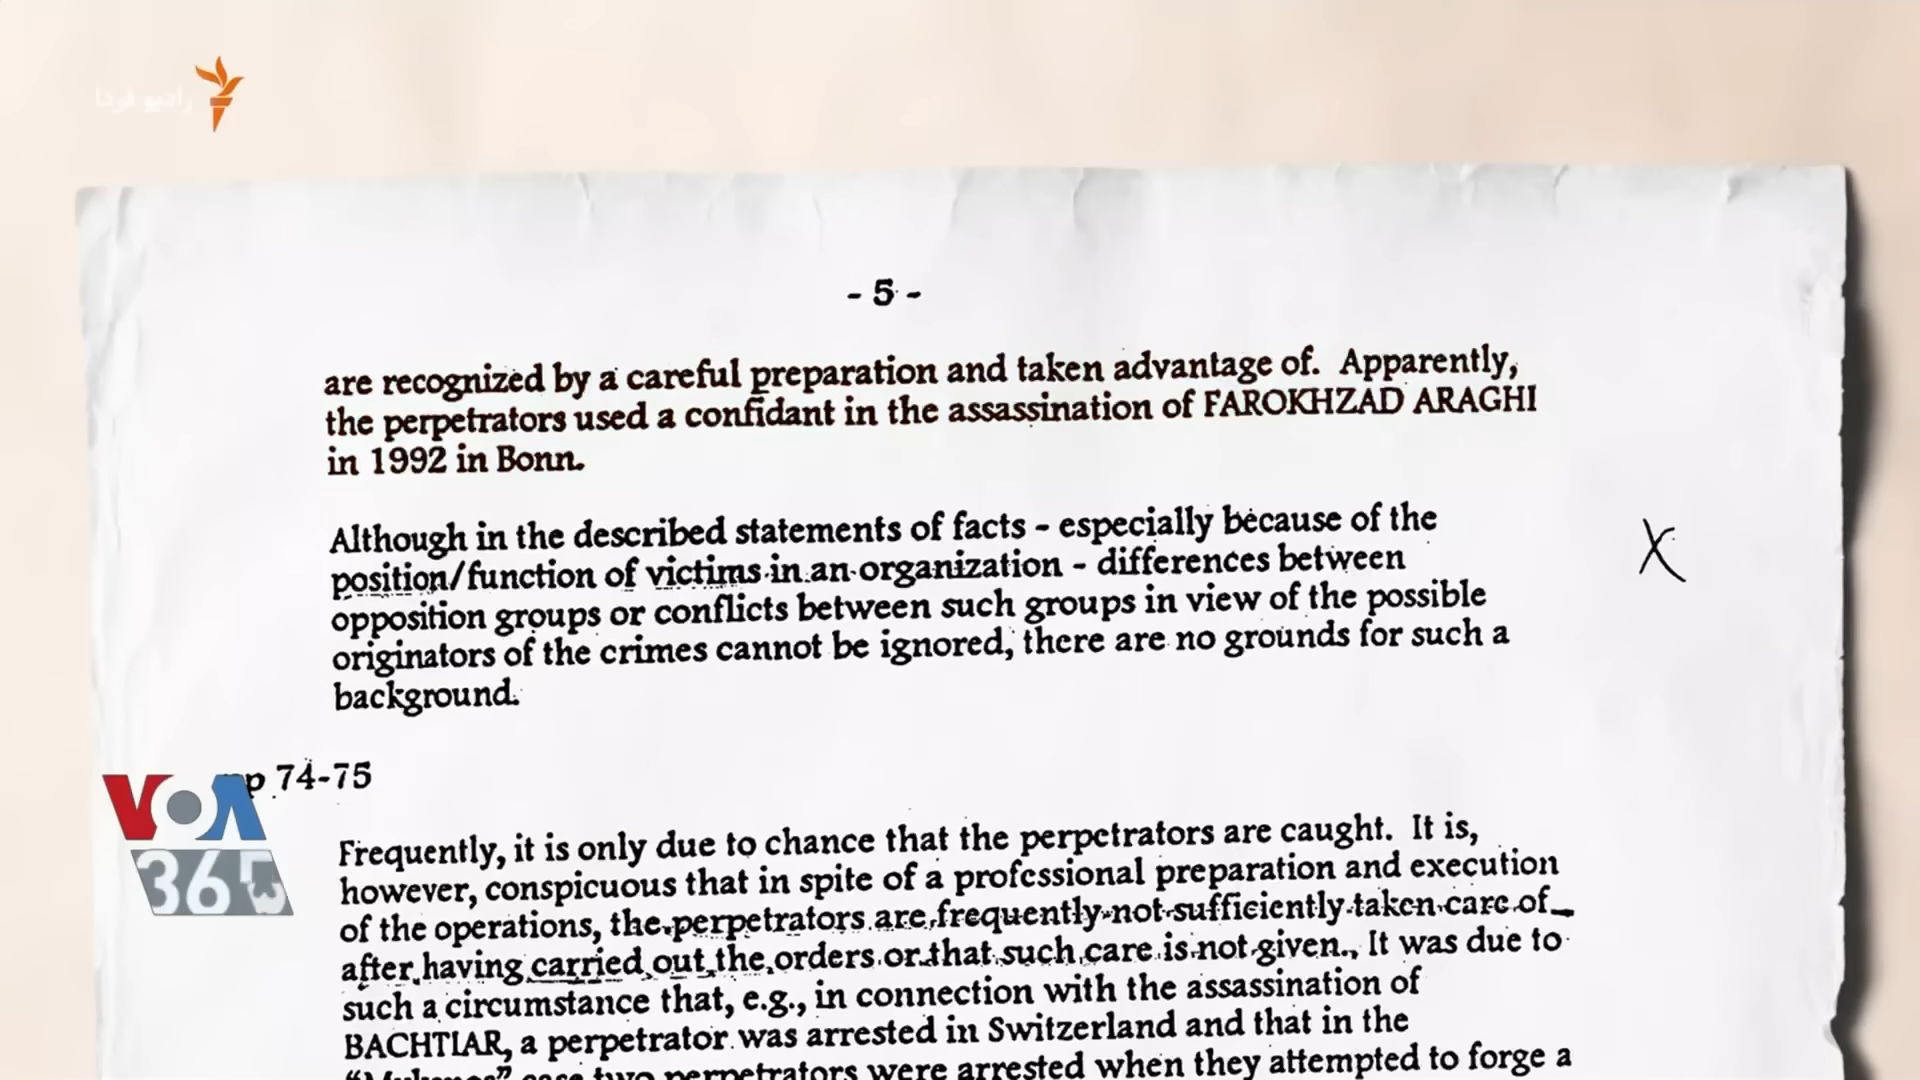 رادیو فردا
- 5 -
are recognized by a careful preparation and taken advantage of. Apparently,
the perpetrators used a confidant in the assassination of FAROKHZAD ARAGHI
in 1992 in Bonn.
Although in the described statements of facts - especially because of the
position/function of victims in an organization - differences between
opposition groups or conflicts between such groups in view of the possible
originators of the crimes cannot be ignored, there are no grounds for such a
background.
pp 74-75
Frequently, it is only due to chance that the perpetrators are caught. It is,
however, conspicuous that in spite of a professional preparation and execution
of the operations, the perpetrators are frequently not sufficiently taken care of
after having carried out the orders or that such care is not given. It was due to
such a circumstance that, e.g., in connection with the assassination of
BACHTIAR, a perpetrator was arrested in Switzerland and that in the
case two perpetrators were arrested when they attempted to forge a
VOA
365
X